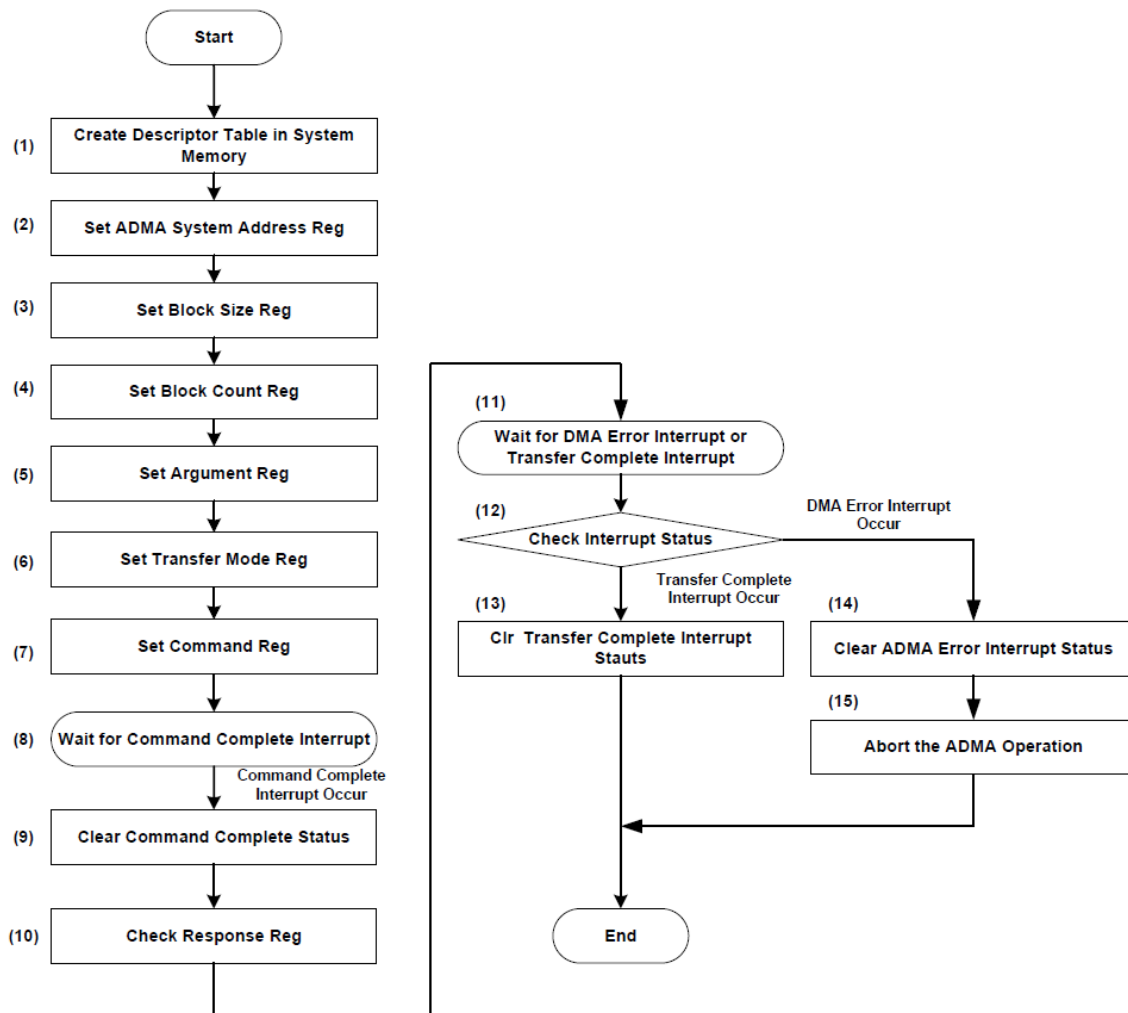 Start
(1)
Create Descriptor Table in System
Memory
(2)
Set ADMA System Address Reg
(3)
Set Block Size Reg
(4)
Set Block Count Reg
(5)
Set Argument Reg
(6)
Set Transfer Mode Reg
(7)
Set Command Reg
(8)
Wait for Command Complete Interrupt
Command Complete
Interrupt Occur
(9)
Clear Command Complete Status
(10)
Check Response Reg
(11)
Wait for DMA Error Interrupt or
Transfer Complete Interrupt
(12)
Check Interrupt Status
DMA Error Interrupt
Occur
Transfer Complete
Interrupt Occur
(13)
Clr Transfer Complete Interrupt
Stauts
(14)
Clear ADMA Error Interrupt Status
(15)
Abort the ADMA Operation
End